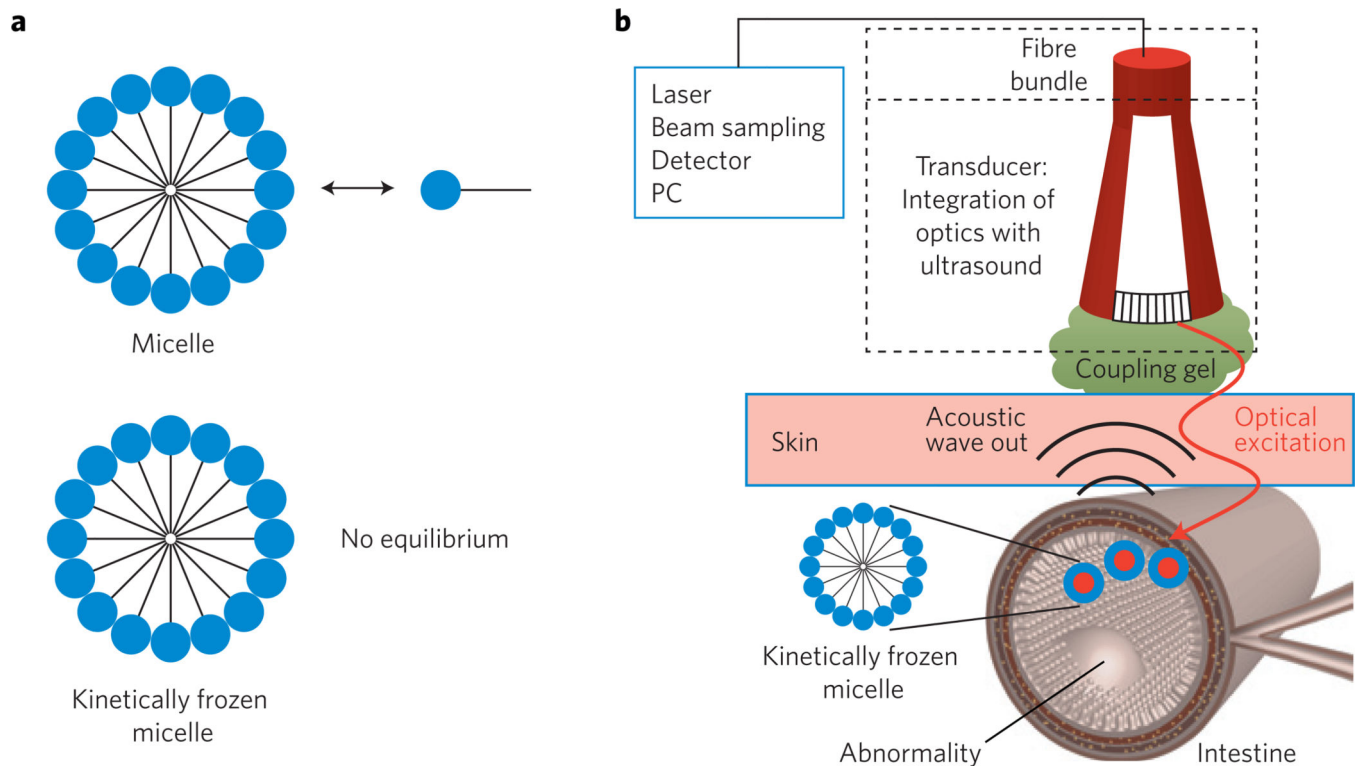 a
Micelle
Kinetically frozen
micelle
No equilibrium
b
Laser
Beam sampling
Detector
PC
Fibre
bundle
Transducer:
Integration of
optics with
ultrasound
Coupling gel
Skin
Acoustic
wave out
Optical
excitation
Kinetically frozen
micelle
Abnormality
Intestine